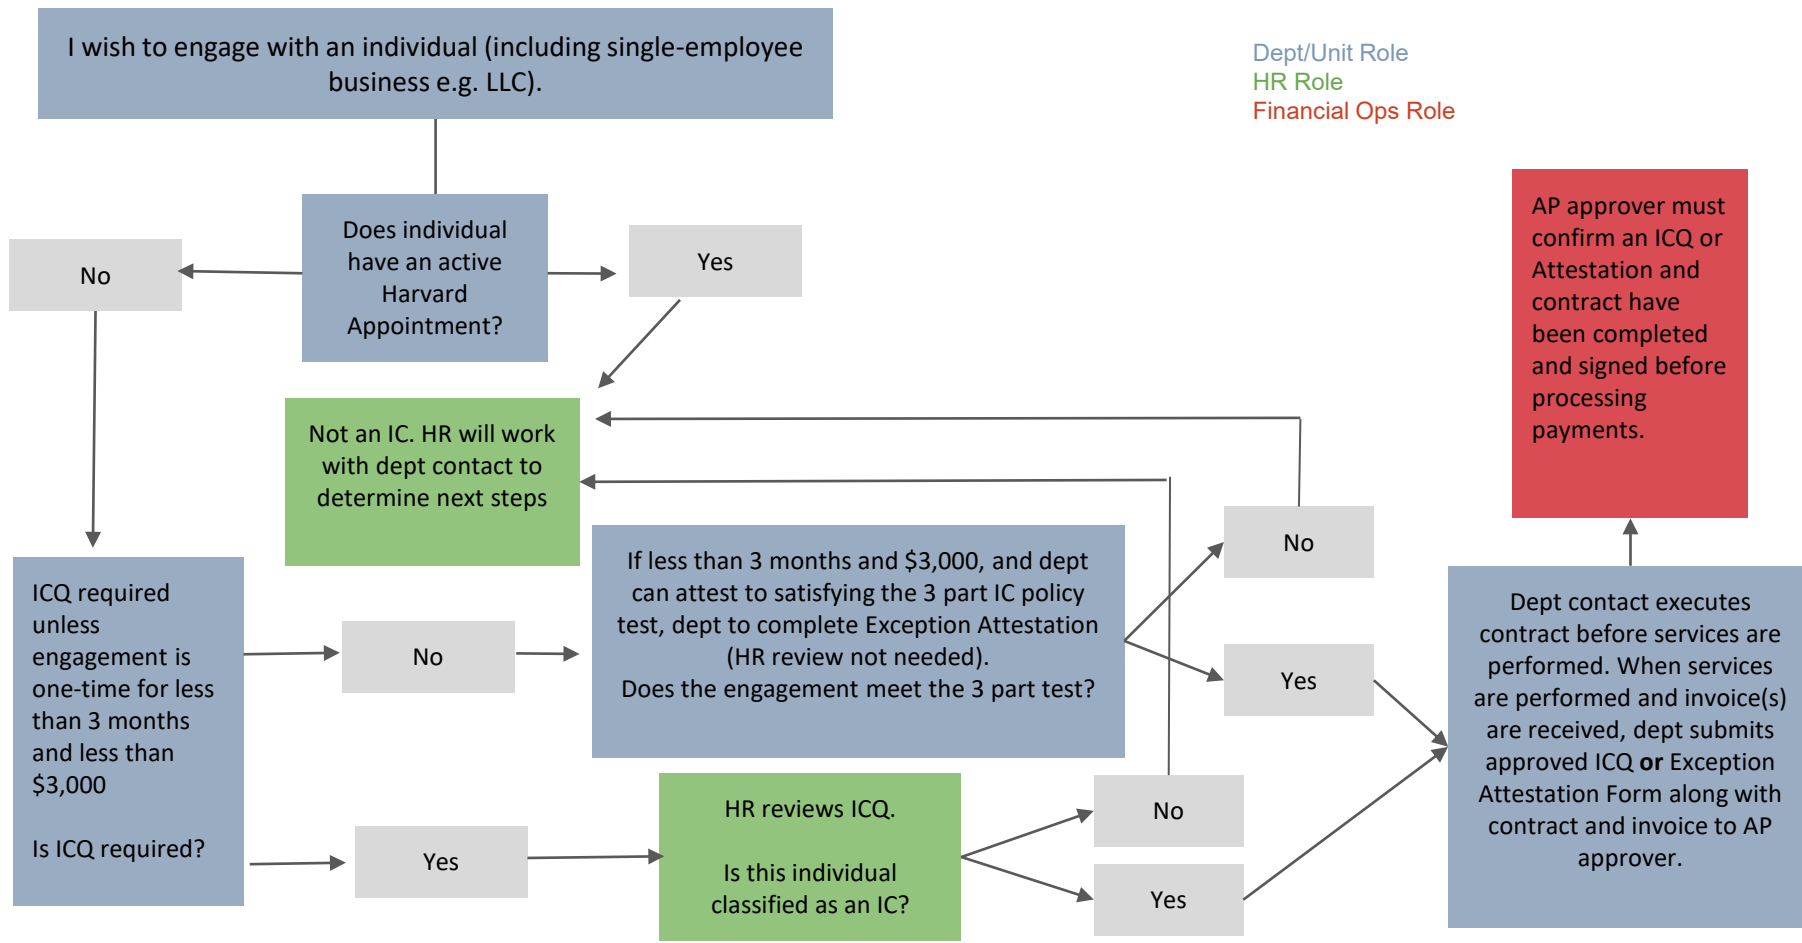 I wish to engage with an individual (including single-employee
business e.g. LLC).
Dept/Unit Role
HR Role
Financial Ops Role
Does individual
have an active
Harvard
Appointment?
No
Yes
AP approver must
confirm an ICQ or
Attestation and
contract have
been completed
and signed before
processing
payments.
Not an IC. HR will work
with dept contact to
determine next steps
ICQ required
unless
engagement is
one-time for less
than 3 months
and less than
$3,000
Is ICQ required?
No
If less than 3 months and $3,000, and dept
can attest to satisfying the 3 part IC policy
test, dept to complete Exception Attestation
(HR review not needed).
Does the engagement meet the 3 part test?
No
Yes
Yes
HR reviews ICQ.
Is this individual
classified as an IC?
No
Yes
Dept contact executes
contract before services are
performed. When services
are performed and invoice(s)
are received, dept submits
approved ICQ or Exception
Attestation Form along with
contract and invoice to AP
approver.